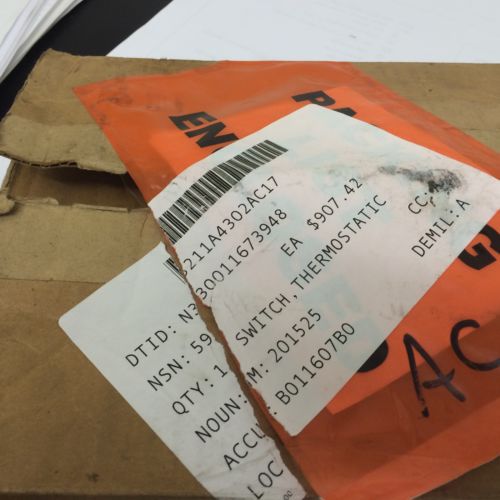 PA
EN
G
DTID: N3 211A4302AC17
NSN: 59 30011673948
QTY: 1 EA $907.42 CC:
NOUN: SWITCH,THERMOSTATIC DEMIL:A
ACCU M: 201525
LOC : B011607B0
AC